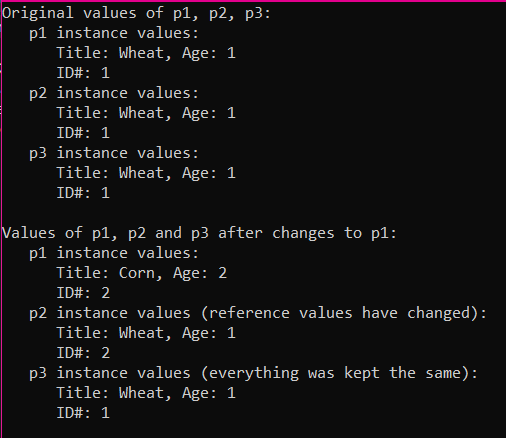 Original values of p1, p2, p3:
   p1 instance values:
      Title: Wheat, Age: 1
      ID#: 1
   p2 instance values:
      Title: Wheat, Age: 1
      ID#: 1
   p3 instance values:
      Title: Wheat, Age: 1
      ID#: 1

Values of p1, p2 and p3 after changes to p1:
   p1 instance values:
      Title: Corn, Age: 2
      ID#: 2
   p2 instance values (reference values have changed):
      Title: Wheat, Age: 1
      ID#: 2
   p3 instance values (everything was kept the same):
      Title: Wheat, Age: 1
      ID#: 1